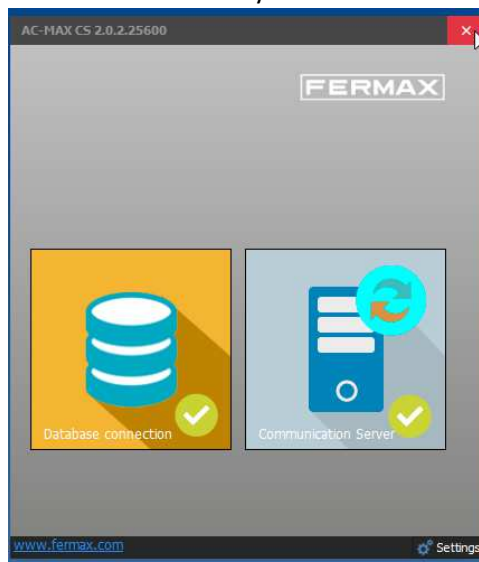 AC-MAX CS 2.0.2.25600
FERMAX
Database connection
Communication Server
www.fermax.com
Settings